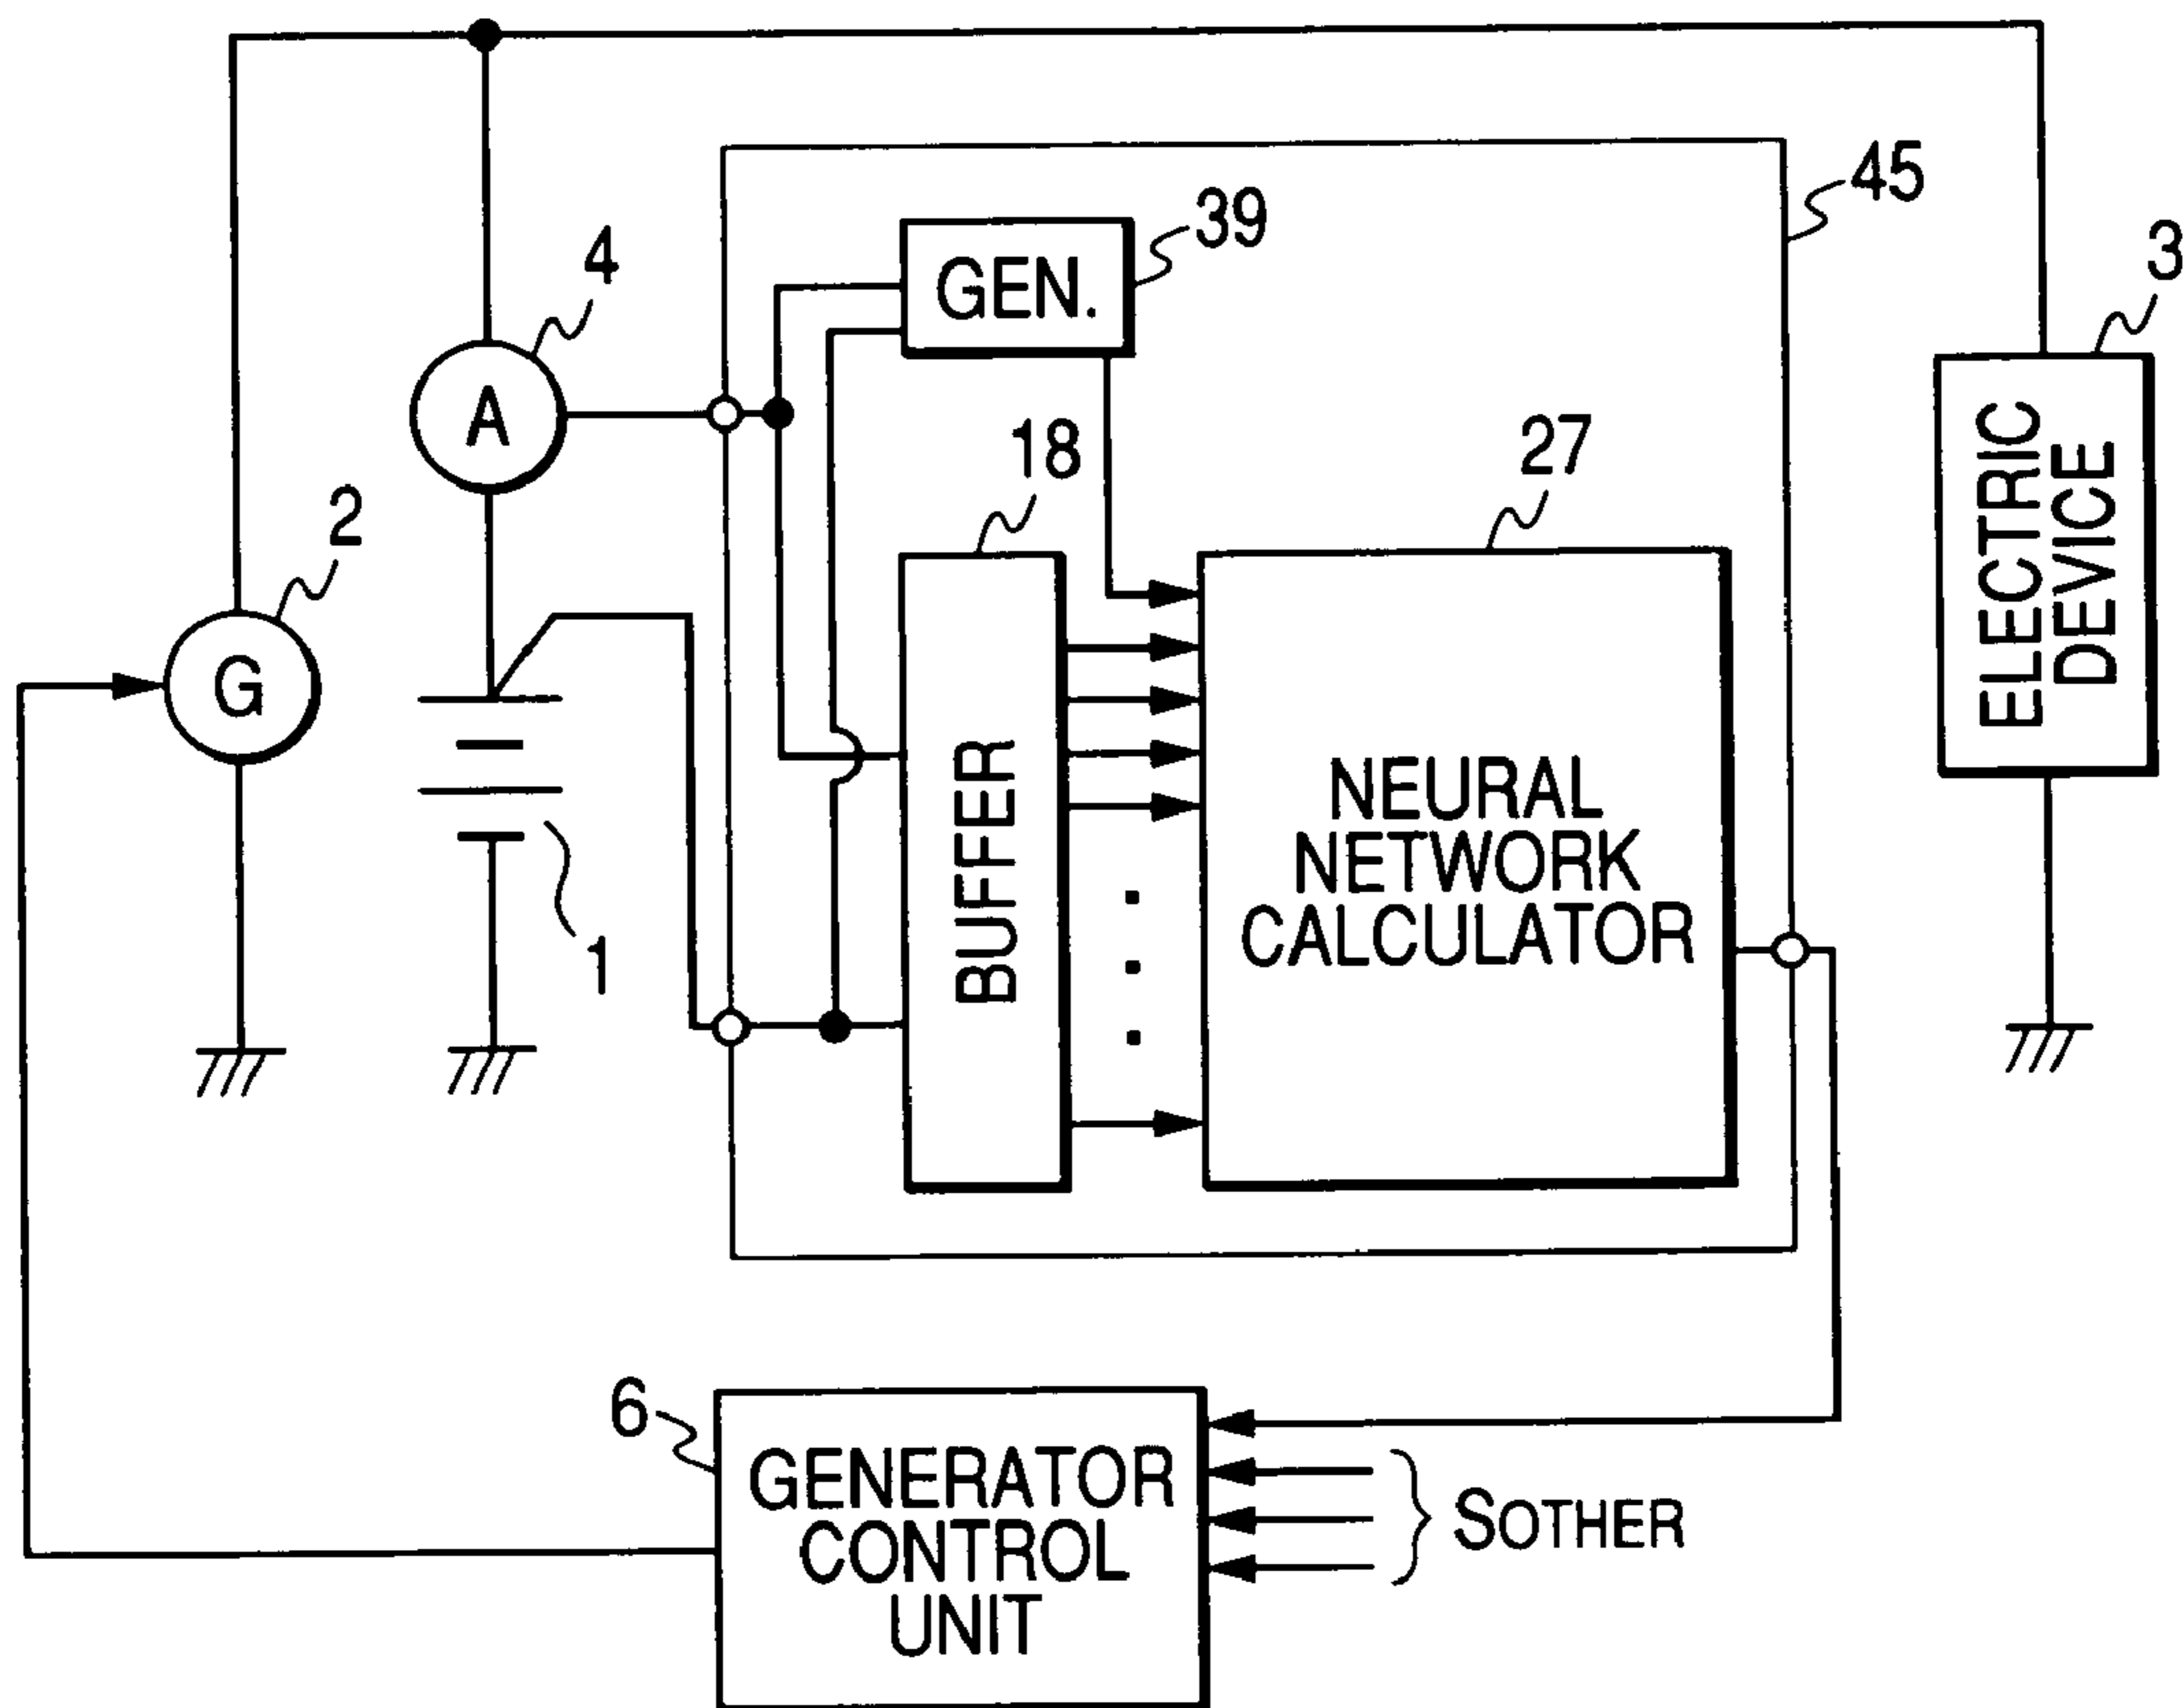 45
39
3
GEN.
4
A
18
27
2
ELECTRIC
DEVICE
G
BUFFER
NEURAL
NETWORK
CALCULATOR
1
6
GENERATOR
CONTROL
UNIT
SOTHER